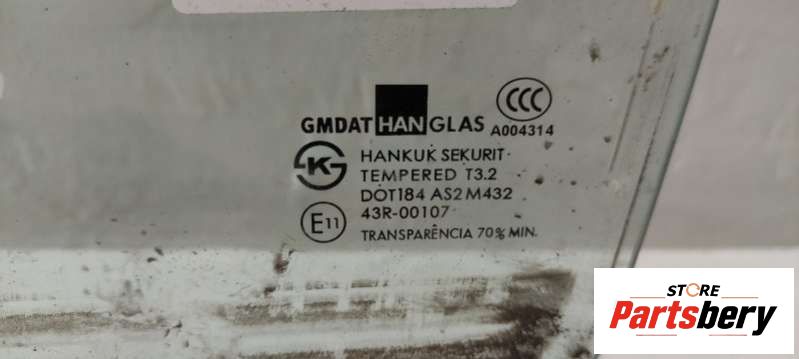 CCC
GMDAT HAN GLAS A004314
K HANKUK SEKURIT
TEMPERED T3.2
DOT184 AS2 M432
E11 43R-00107
TRANSPARÊNCIA 70% MIN.
STORE
Partsbery